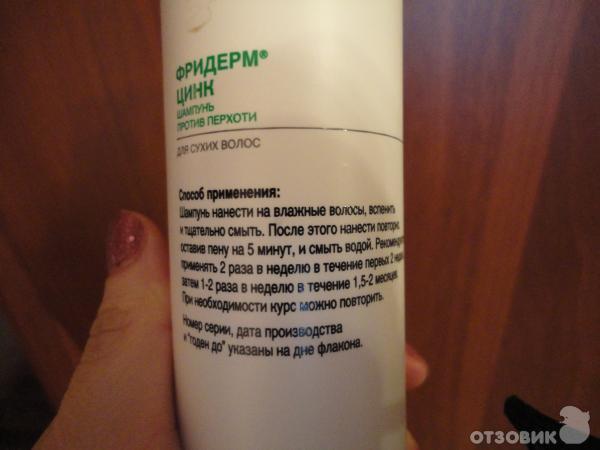 ФРИДЕРМ®
ЦИНК
ШАМПУНЬ
ПРОТИВ ПЕРХОТИ
ДЛЯ СУХИХ ВОЛОС
Способ применения:
Шампунь нанести на влажные волосы, вспенить
и тщательно смыть. После этого нанести повторно,
оставив пену на 5 минут, и смыть водой.
применять 2 раза в неделю в течение первых 2
затем 1-2 раза в неделю в течение 1,5-2 месяцев.
При необходимости курс можно повторить.
Номер серии, дата производства
и "годен до" указаны на дне флакона.
ОТЗОВИК